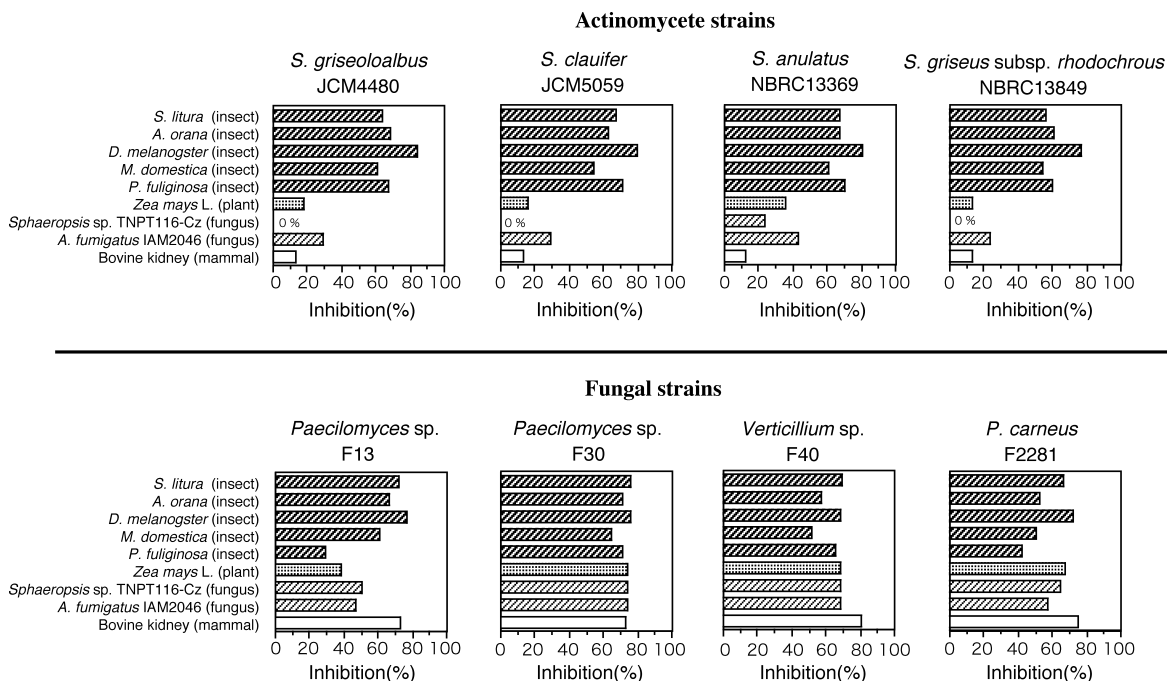 Actinomycete strains
S. griseoloalbus S. clauifer S. anulatus S. griseus subsp. rhodochrous
JCM4480 JCM5059 NBRC13369 NBRC13849
S. litura (insect)
A. orana (insect)
D. melanogster (insect)
M. domestica (insect)
P. fuliginosa (insect)
Zea mays L. (plant)
Sphaeropsis sp. TNPT116-Cz (fungus) 0 % 0 % 0 %
A. fumigatus IAM2046 (fungus)
Bovine kidney (mammal)
0 20 40 60 80 100 0 20 40 60 80 100 0 20 40 60 80 100 0 20 40 60 80 100
Inhibition(%) Inhibition(%) Inhibition(%) Inhibition(%)
Fungal strains
Paecilomyces sp. Paecilomyces sp. Verticillium sp. P. carneus
F13 F30 F40 F2281
S. litura (insect)
A. orana (insect)
D. melanogster (insect)
M. domestica (insect)
P. fuliginosa (insect)
Zea mays L. (plant)
Sphaeropsis sp. TNPT116-Cz (fungus)
A. fumigatus IAM2046 (fungus)
Bovine kidney (mammal)
0 20 40 60 80 100 0 20 40 60 80 100 0 20 40 60 80 100 0 20 40 60 80 100
Inhibition(%) Inhibition(%) Inhibition(%) Inhibition(%)